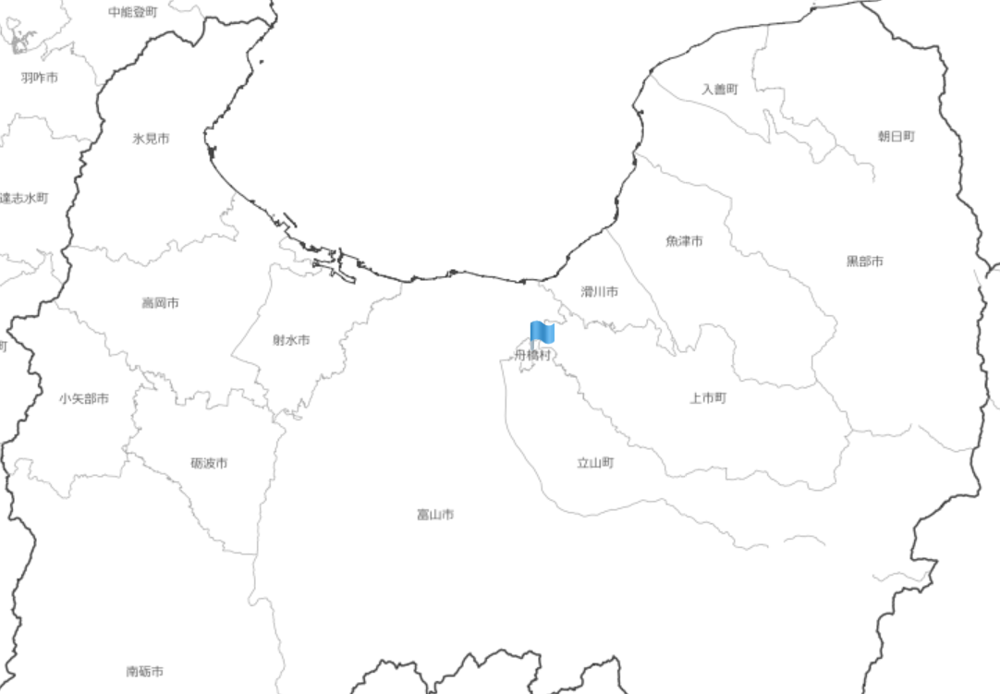 中能登町
羽咋市
入善町
氷見市
朝日町
達志水町
魚津市
黒部市
滑川市
高岡市
射水市
町
舟橋村
小矢部市
上市町
砺波市
立山町
富山市
南砺市